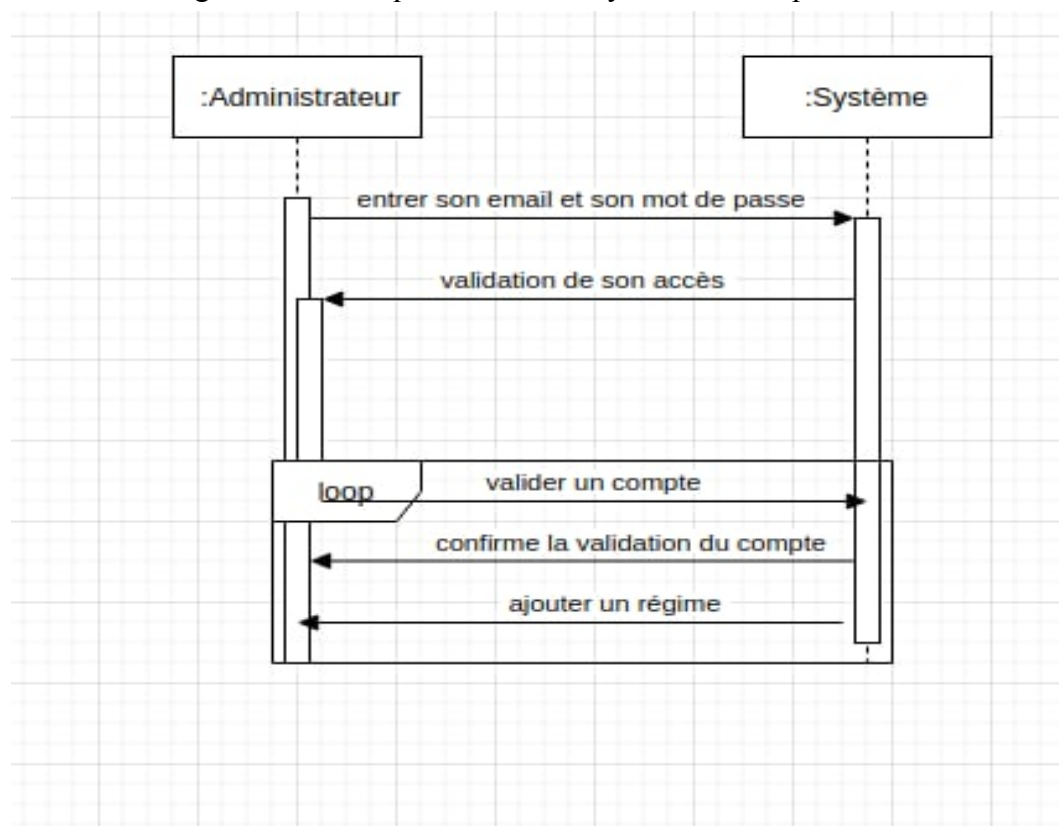 :Administrateur
:Système
entrer son email et son mot de passe
validation de son accès
loop
valider un compte
confirme la validation du compte
ajouter un régime